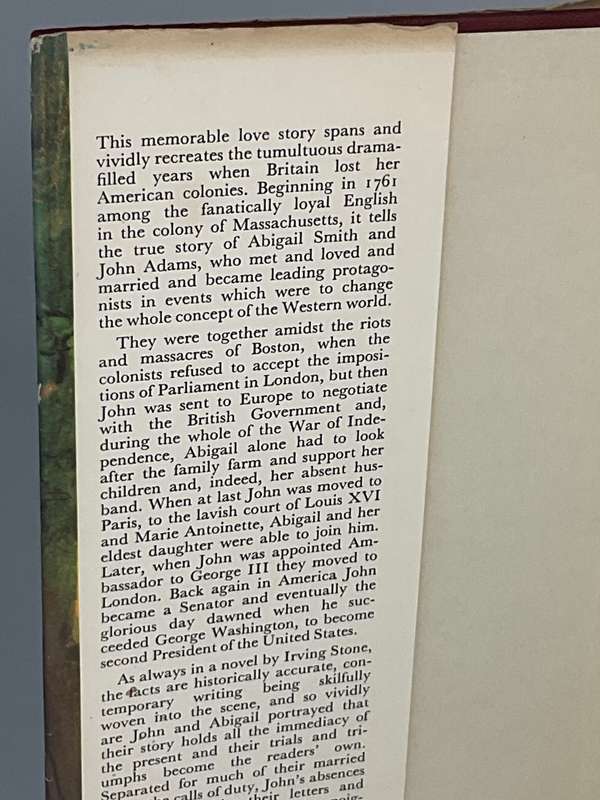 This memorable love story spans and
vividly recreates the tumultuous drama-
filled years when Britain lost her
American colonies. Beginning in 1761
among the fanatically loyal English
in the colony of Massachusetts, it tells
the true story of Abigail Smith and
John Adams, who met and loved and
married and became leading protago-
nists in events which were to change
the whole concept of the Western world.
They were together amidst the riots
and massacres of Boston, when the
colonists refused to accept the imposi-
tions of Parliament in London, but then
John was sent to Europe to negotiate
with the British Government and,
during the whole of the War of Inde-
pendence, Abigail alone had to look
after the family farm and support her
children and, indeed, her absent hus-
band. When at last John was moved to
Paris, to the lavish court of Louis XVI
and Marie Antoinette, Abigail and her
eldest daughter were able to join him.
Later, when John was appointed Am-
bassador to George III they moved to
London. Back again in America John
became a Senator and eventually the
glorious day dawned when he suc-
ceeded George Washington, to become
second President of the United States.
As always in a novel by Irving Stone,
the facts are historically accurate, con-
temporary writing being skilfully
woven into the scene, and so vividly
are John and Abigail portrayed that
their story holds all the immediacy of
the present and their trials and tri-
umphs become the readers' own.
Separated for much of their married
calls of duty, John's absences
their letters and